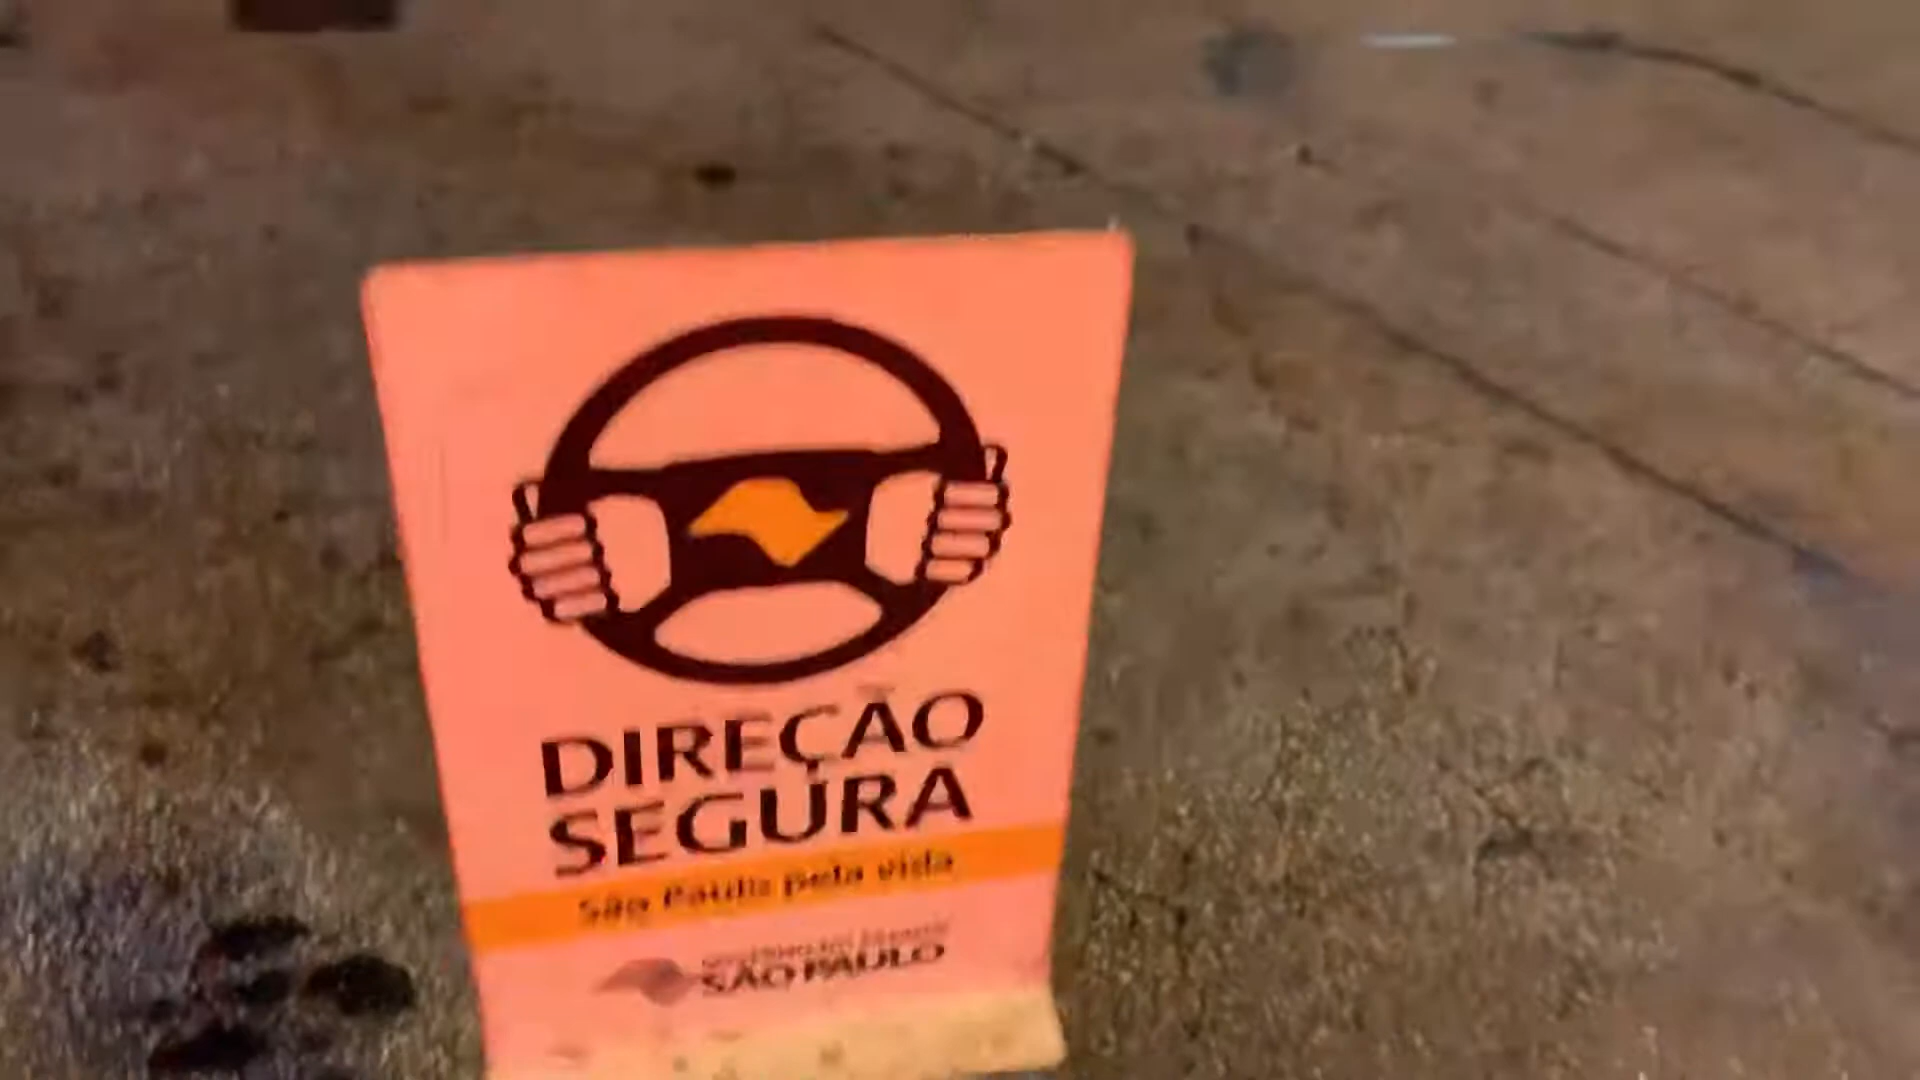 DIREÇÃO
SEGURA
São Paulo pela vida
GOVERNO DO ESTADO
SÃO PAULO